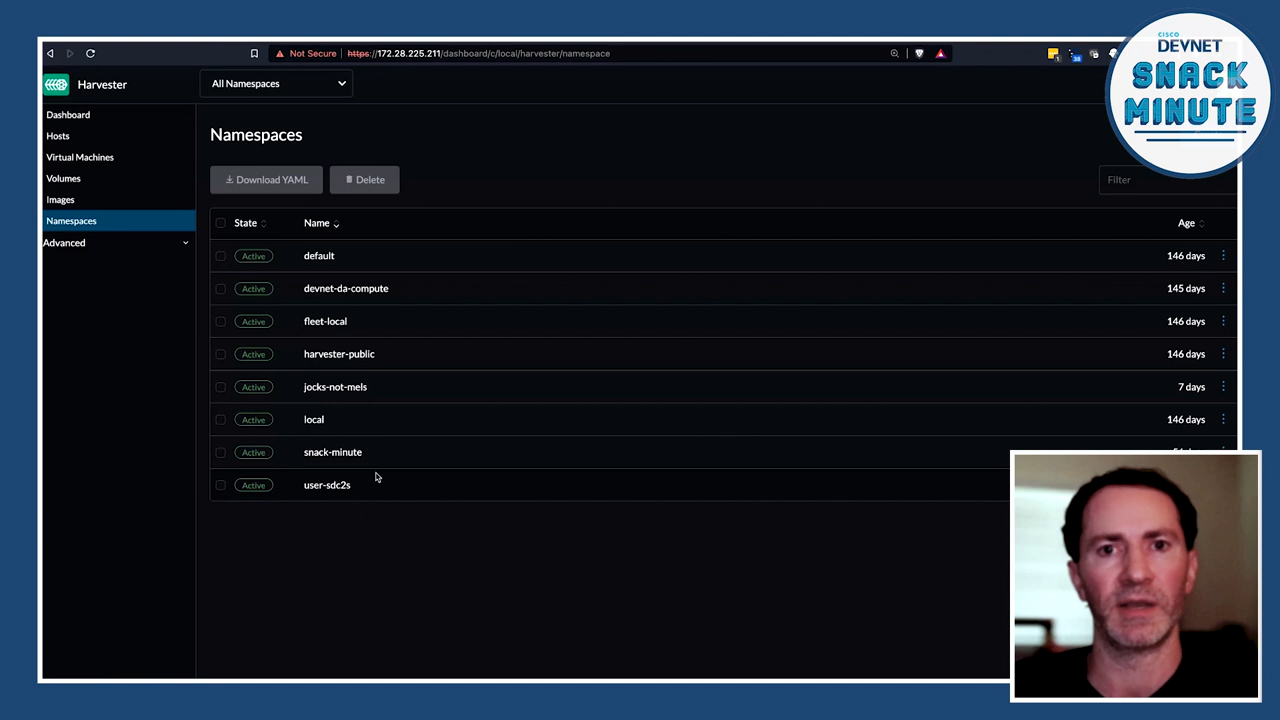 CISCO
DEVNET
SNACK
MINUTE
Not Secure https://172.28.225.211/dashboard/c/local/harvester/namespace
Harvester
All Namespaces
Dashboard
Hosts
Virtual Machines
Volumes
Images
Namespaces
Advanced
Namespaces
Download YAML Delete Filter
State Name Age
Active default 146 days
Active devnet-da-compute 145 days
Active fleet-local 146 days
Active harvester-public 146 days
Active jocks-not-mels 7 days
Active local 146 days
Active snack-minute
Active user-sdc2s